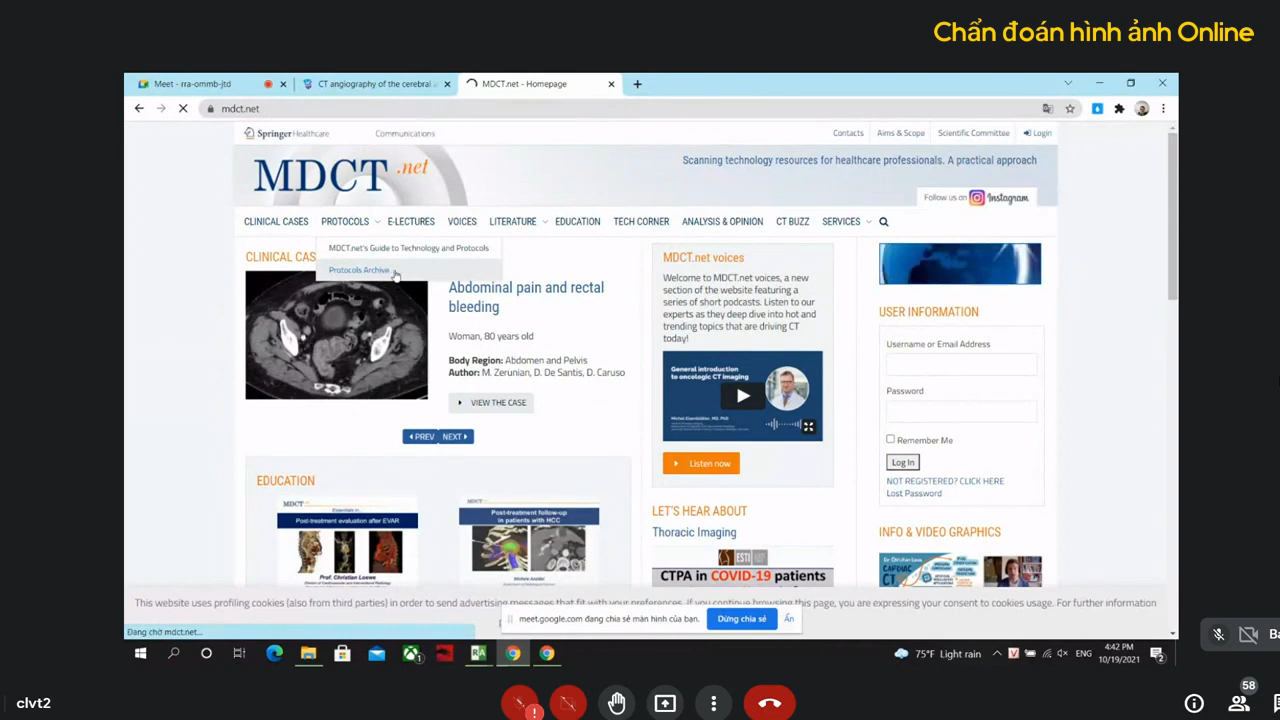 Chẩn đoán hình ảnh Online
Meet - rra-ommb-jtd
CT angiography of the cerebral a
MDCT.net - Homepage
mdct.net
Springer Healthcare
Communications
Contacts
Aims & Scope
Scientific Committee
Login
MDCT .net
Scanning technology resources for healthcare professionals. A practical approach
Follow us on Instagram
CLINICAL CASES PROTOCOLS E-LECTURES VOICES LITERATURE EDUCATION TECH CORNER ANALYSIS & OPINION CT BUZZ SERVICES
MDCT.net's Guide to Technology and Protocols
Protocols Archive
CLINICAL CAS
Abdominal pain and rectal
bleeding
Woman, 80 years old
Body Region: Abdomen and Pelvis
Author: M. Zerunian, D. De Santis, D. Caruso
VIEW THE CASE
PREV NEXT
EDUCATION
MDCT
Post-treatment evaluation after EVAR
Prof. Christian Loewe
MDCT
Post-treatment follow-up
in patients with HCC
MDCT.net voices
Welcome to MDCT.net voices, a new
section of the website featuring a
series of short podcasts. Listen to our
experts as they deep dive into hot and
trending topics that are driving CT
today!
General introduction
to oncologic CT imaging
Listen now
LET'S HEAR ABOUT
Thoracic Imaging
ESTI
CTPA in COVID-19 patients
USER INFORMATION
Username or Email Address
Password
Remember Me
Log In
NOT REGISTERED? CLICK HERE
Lost Password
INFO & VIDEO GRAPHICS
This website uses profiling cookies (also from third parties) in order to send advertising messages that fit with your preferences. If you continue browsing this page, you are expressing your consent to cookies usage. For further information
meet.google.com đang chia sẻ màn hình của bạn.
Dừng chia sẻ
Ẩn
Đang chờ mdct.net...
75°F Light rain
ENG
4:42 PM
10/19/2021
2
Ba
clvt2
58